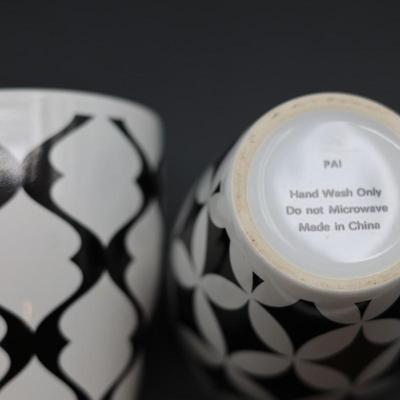 PAI
Hand Wash Only
Do not Microwave
Made in China